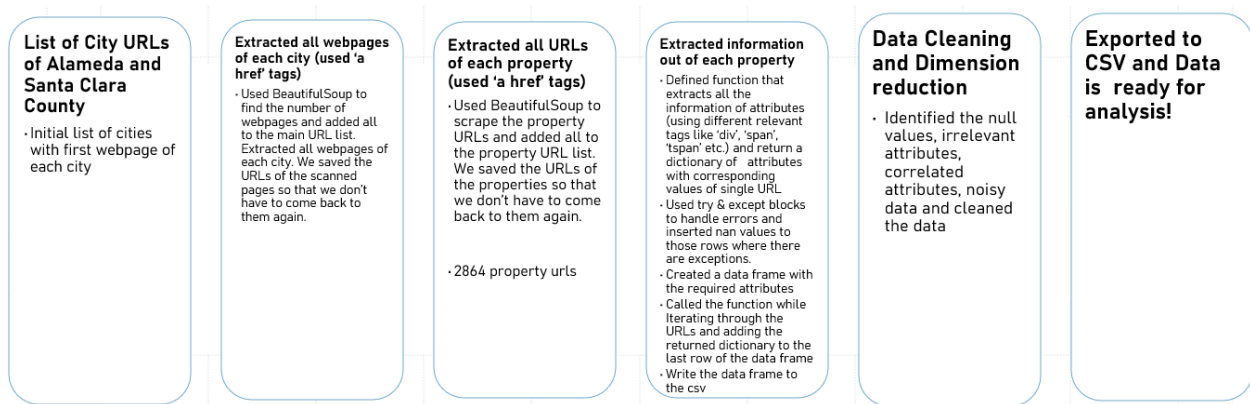 List of City URLs
of Alameda and
Santa Clara
County
· Initial list of cities
with first webpage of
each city
Extracted all webpages
of each city (used ‘a
href’ tags)
· Used BeautifulSoup to
find the number of
webpages and added all
to the main URL list.
Extracted all webpages of
each city. We saved the
URLs of the scanned
pages so that we don’t
have to come back to
them again.
Extracted all URLs
of each property
(used ‘a href’ tags)
· Used BeautifulSoup to
scrape the property
URLs and added all to
the property URL list.
We saved the URLs of
the properties so that
we don’t have to come
back to them again.
· 2864 property urls
Extracted information
out of each property
· Defined function that
extracts all the
information of attributes
(using different relevant
tags like ‘div’, ‘span’,
‘tspan’ etc.) and return a
dictionary of attributes
with corresponding
values of single URL
· Used try & except blocks
to handle errors and
inserted nan values to
those rows where there
are exceptions.
· Created a data frame with
the required attributes
· Called the function while
Iterating through the
URLs and adding the
returned dictionary to the
last row of the data frame
· Write the data frame to
the csv
Data Cleaning
and Dimension
reduction
· Identified the null
values, irrelevant
attributes,
correlated
attributes, noisy
data and cleaned
the data
Exported to
CSV and Data
is ready for
analysis!